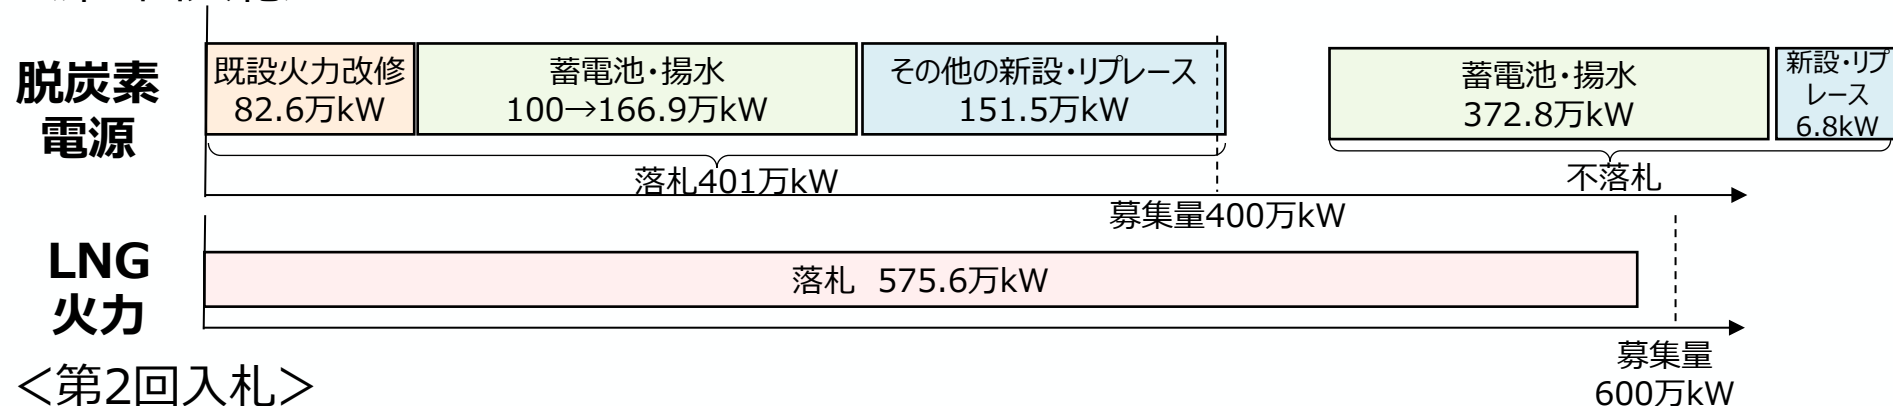 脱炭素
電源
既設火力改修
82.6万kW
蓄電池・揚水
100→166.9万kW
その他の新設・リプレース
151.5万kW
蓄電池・揚水
372.8万kW
新設・リプ
レース
6.8kW
落札401万kW
不落札
募集量400万kW
LNG
火力
落札 575.6万kW
募集量
600万kW
＜第2回入札＞